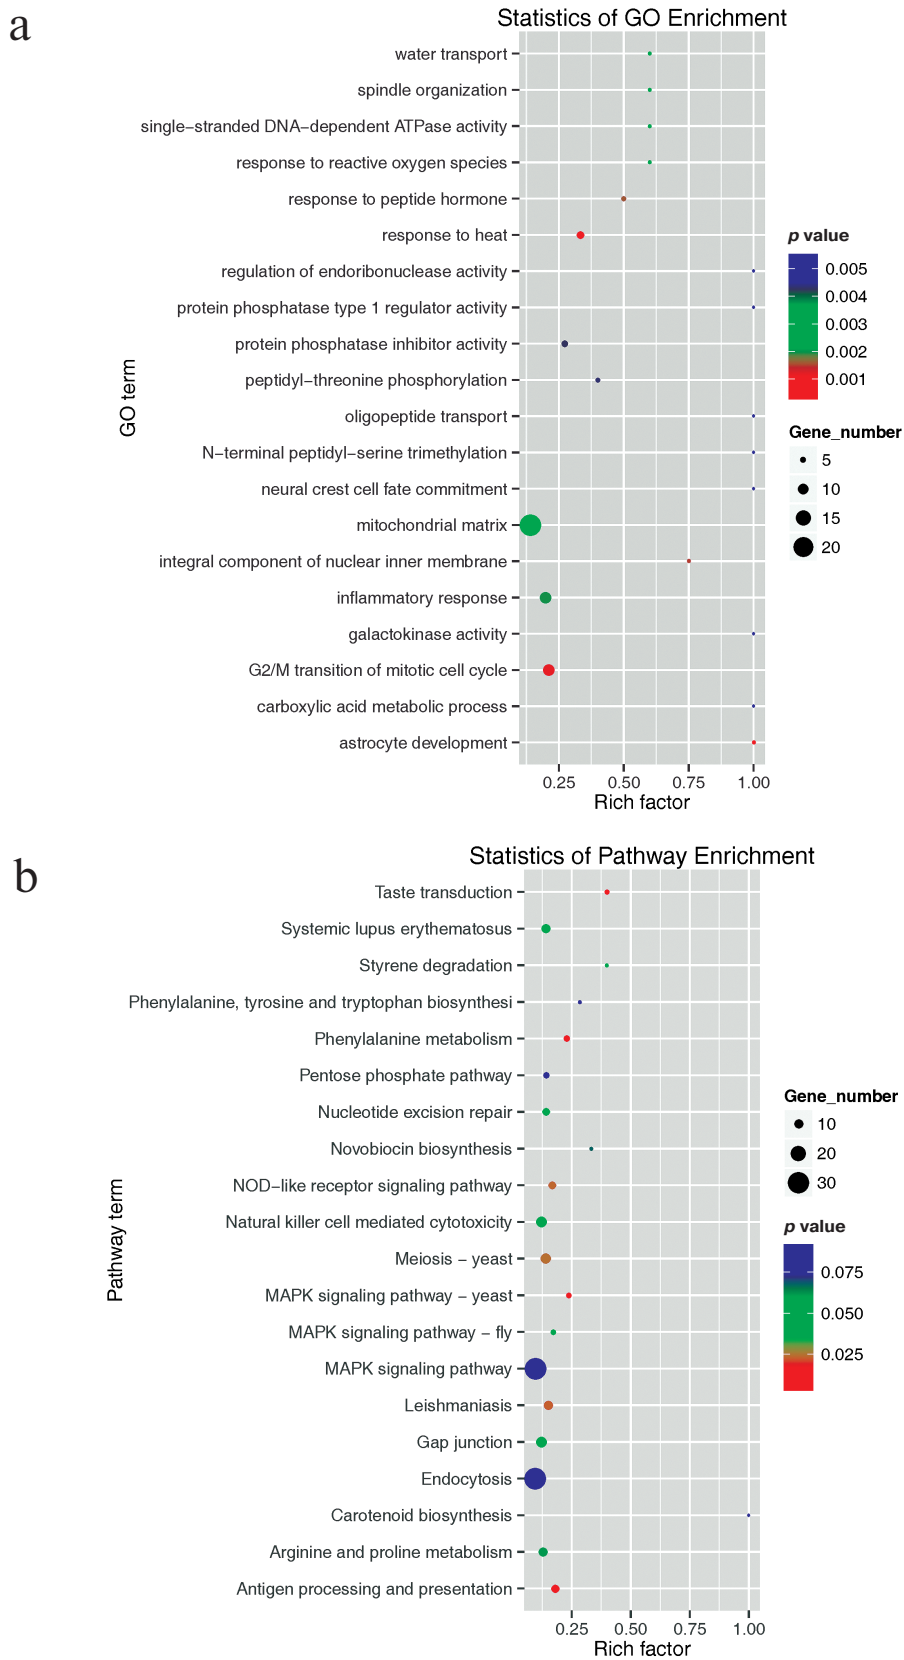 a
Statistics of GO Enrichment
GO term
water transport
spindle organization
single−stranded DNA−dependent ATPase activity
response to reactive oxygen species
response to peptide hormone
response to heat
regulation of endoribonuclease activity
protein phosphatase type 1 regulator activity
protein phosphatase inhibitor activity
peptidyl−threonine phosphorylation
oligopeptide transport
N−terminal peptidyl−serine trimethylation
neural crest cell fate commitment
mitochondrial matrix
integral component of nuclear inner membrane
inflammatory response
galactokinase activity
G2/M transition of mitotic cell cycle
carboxylic acid metabolic process
astrocyte development
0.25 0.50 0.75 1.00
Rich factor
p value
0.005
0.004
0.003
0.002
0.001
Gene_number
5
10
15
20
b
Statistics of Pathway Enrichment
Pathway term
Taste transduction
Systemic lupus erythematosus
Styrene degradation
Phenylalanine, tyrosine and tryptophan biosynthesi
Phenylalanine metabolism
Pentose phosphate pathway
Nucleotide excision repair
Novobiocin biosynthesis
NOD−like receptor signaling pathway
Natural killer cell mediated cytotoxicity
Meiosis − yeast
MAPK signaling pathway − yeast
MAPK signaling pathway − fly
MAPK signaling pathway
Leishmaniasis
Gap junction
Endocytosis
Carotenoid biosynthesis
Arginine and proline metabolism
Antigen processing and presentation
0.25 0.50 0.75 1.00
Rich factor
Gene_number
10
20
30
p value
0.075
0.050
0.025